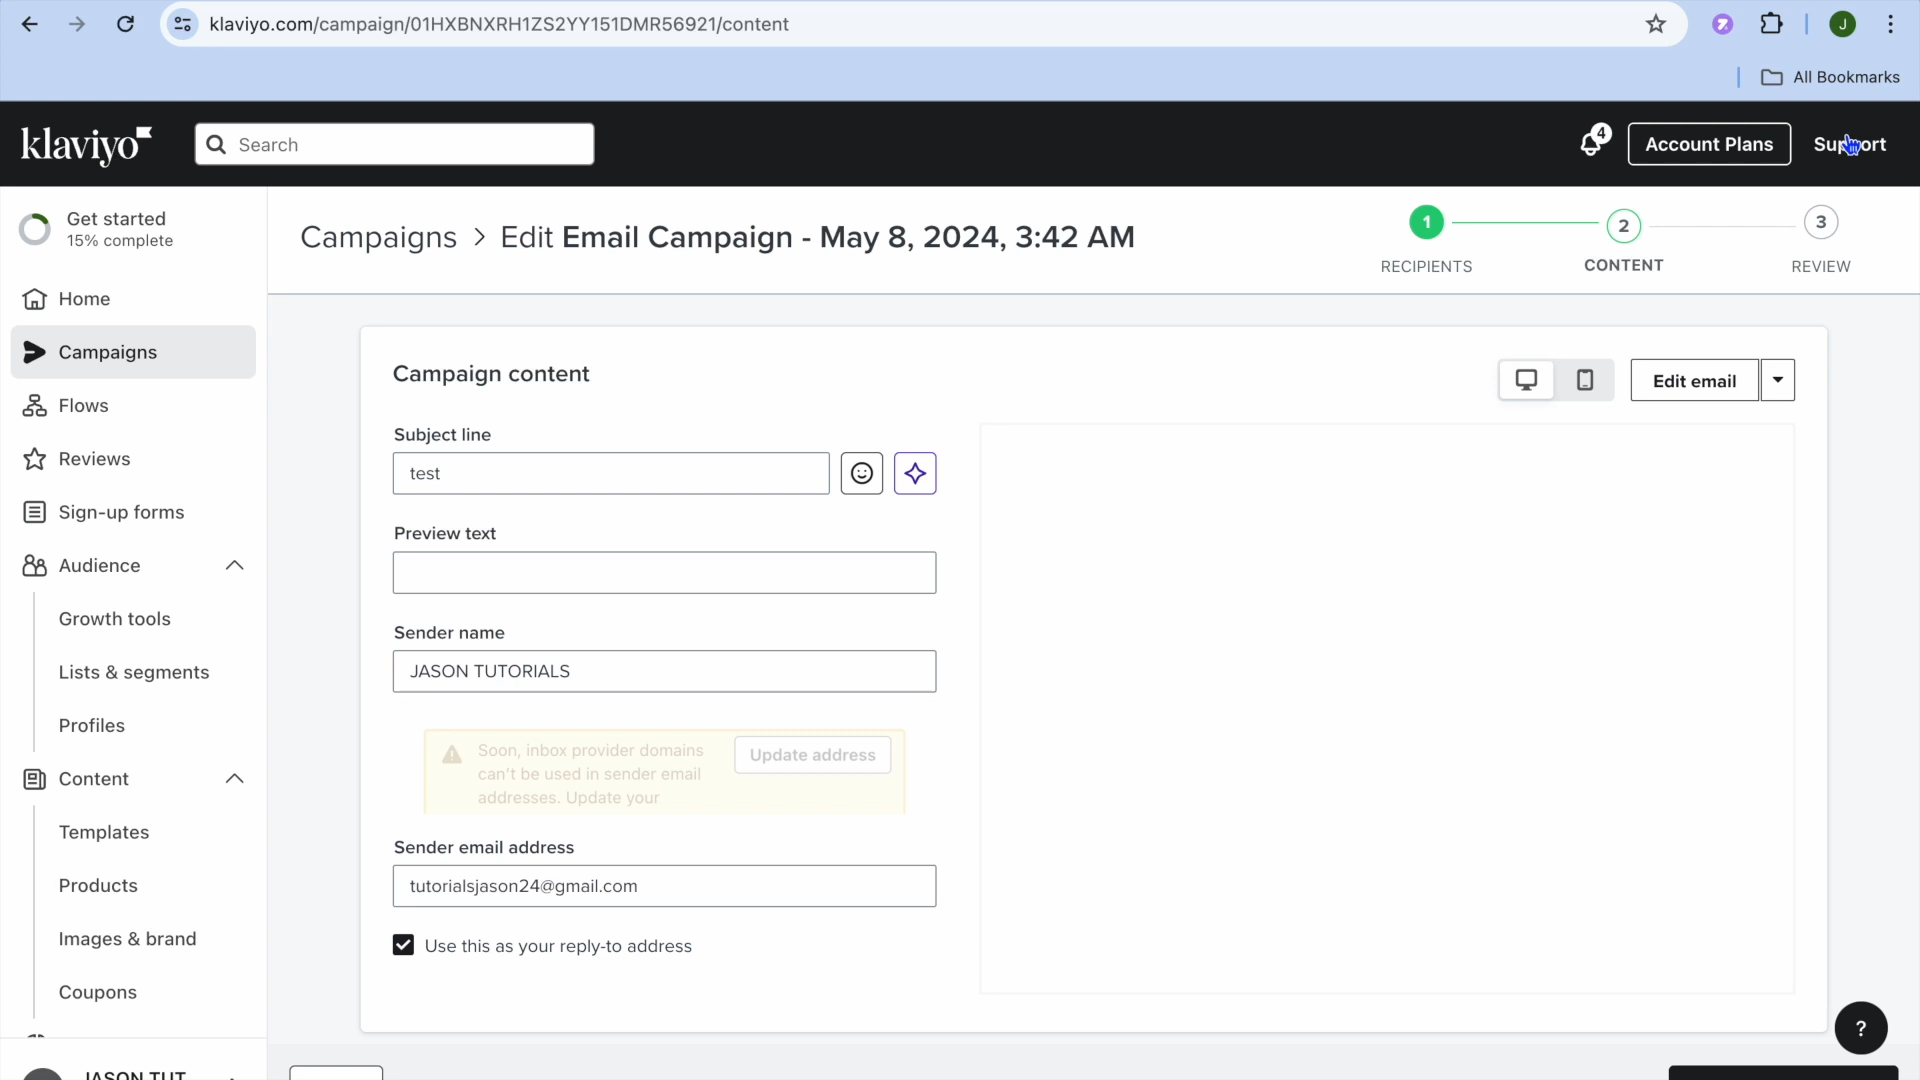 klaviyo.com/campaign/01HXBNXRH1ZS2YY151DMR56921/content
J
All Bookmarks
klaviyo
Search
4
Account Plans
Support
Get started
15% complete
Home
Campaigns
Flows
Reviews
Sign-up forms
Audience
Growth tools
Lists & segments
Profiles
Content
Templates
Products
Images & brand
Coupons
JASON TUT
Campaigns > Edit Email Campaign - May 8, 2024, 3:42 AM
1
RECIPIENTS
2
CONTENT
3
REVIEW
Campaign content
Edit email
Subject line
test
Preview text
Sender name
JASON TUTORIALS
Soon, inbox provider domains
can't be used in sender email
addresses. Update your
Update address
Sender email address
tutorialsjason24@gmail.com
Use this as your reply-to address
?